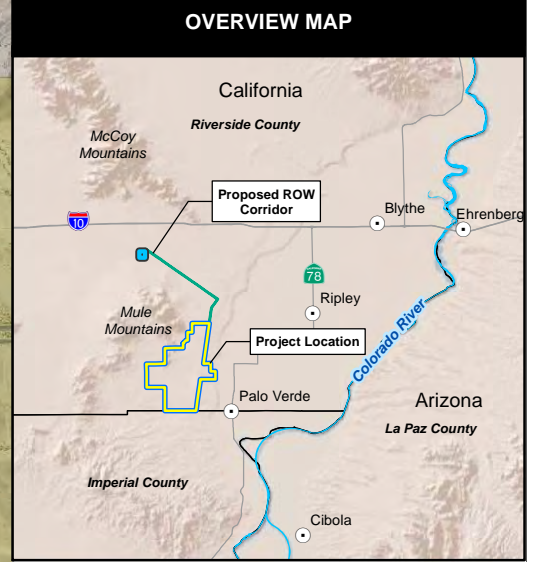 OVERVIEW MAP
California
Riverside County
McCoy
Mountains
Proposed ROW
Corridor
10
Blythe
Ehrenberg
78
Ripley
Mule
Mountains
Project Location
Colorado River
Palo Verde
Arizona
La Paz County
Imperial County
Cibola